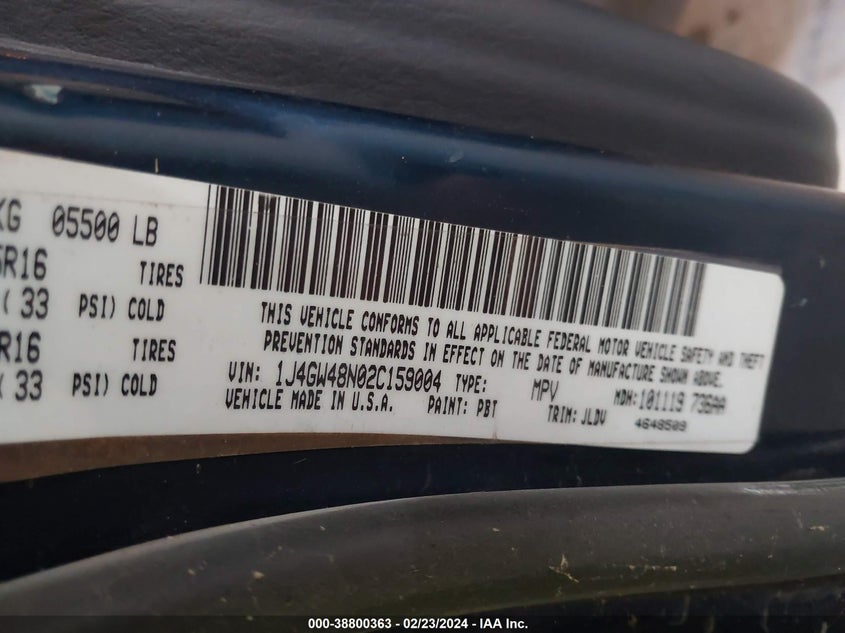 KG 05500 LB
R16 TIRES
( 33 PSI) COLD
R16 TIRES
( 33 PSI) COLD
THIS VEHICLE CONFORMS TO ALL APPLICABLE FEDERAL MOTOR VEHICLE SAFETY AND THEFT
PREVENTION STANDARDS IN EFFECT ON THE DATE OF MANUFACTURE SHOWN ABOVE.
VIN: 1J4GW48N02C159004 TYPE: MPV MDH: 101119 736AA
VEHICLE MADE IN U.S.A. PAINT: PBT TRIM: JLDV 4648509
000-38800363 - 02/23/2024 - IAA Inc.